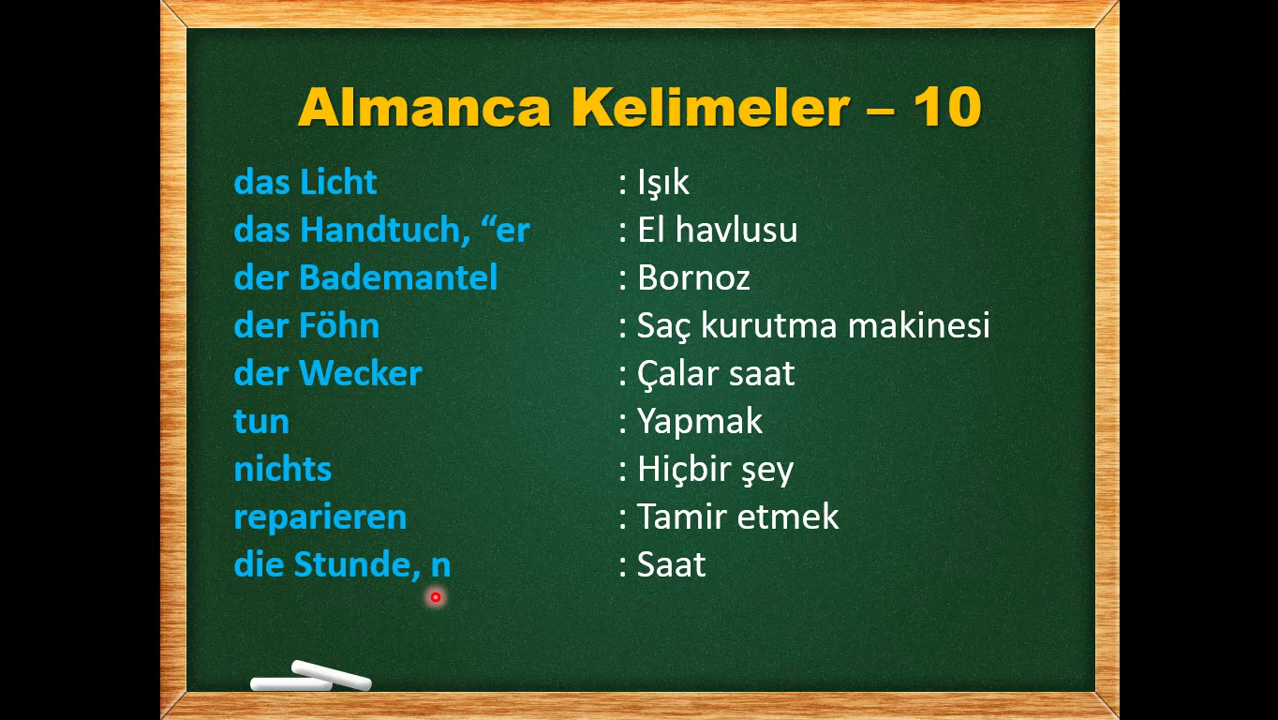 Almanca Kelimeler – 10
das Licht : Işık
das Handtuch, “er : El havlusu
der Bademantel : Bornoz
der Föhn : Saç kurutma makinesi
der Wecker : Çalar saat
tun : Yapmak
nichts : Hiçbir şey
reparieren : Tamir etmek
die Stunde, n : Saat